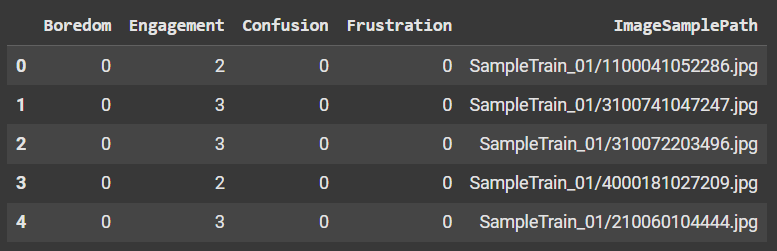 Boredom Engagement Confusion Frustration ImageSamplePath
0 0 2 0 0 SampleTrain_01/1100041052286.jpg
1 0 3 0 0 SampleTrain_01/3100741047247.jpg
2 0 3 0 0 SampleTrain_01/310072203496.jpg
3 0 2 0 0 SampleTrain_01/4000181027209.jpg
4 0 3 0 0 SampleTrain_01/210060104444.jpg